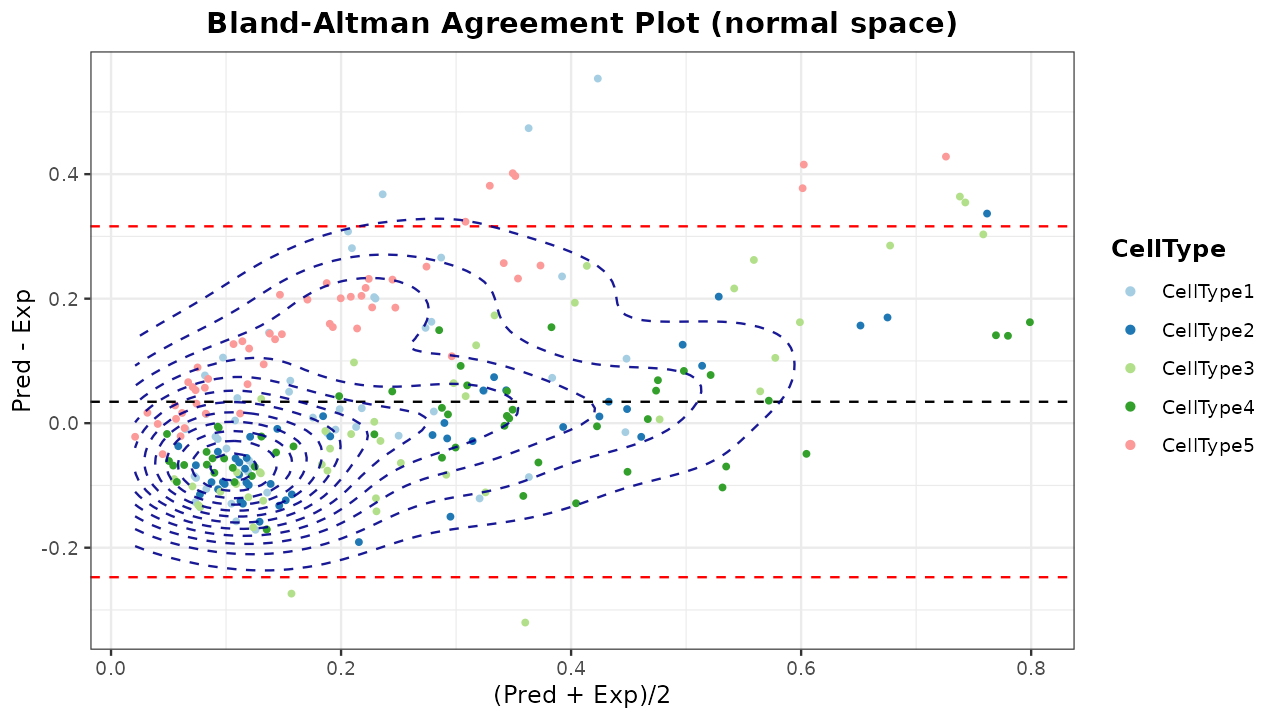 Bland-Altman Agreement Plot (normal space)
Pred - Exp
0.4
0.2
0.0
-0.2
0.0 0.2 0.4 0.6 0.8
(Pred + Exp)/2
CellType
CellType1
CellType2
CellType3
CellType4
CellType5